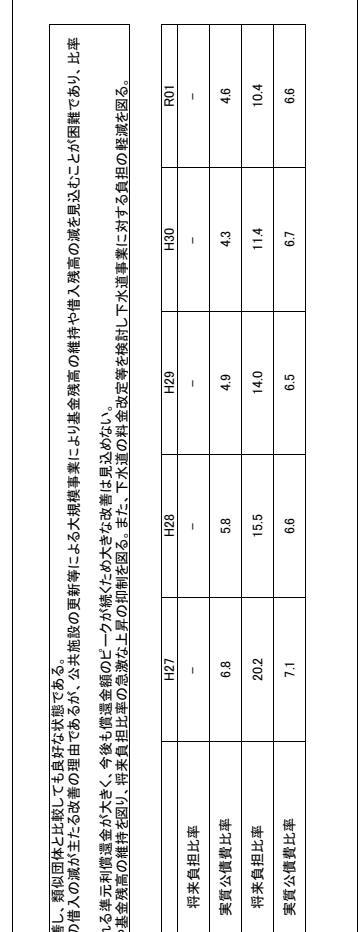 善し、類似団体と比較しても良好な状態である。
の借入の減が主たる改善の理由であるが、公共施設の更新等による大規模事業により基金残高の維持や借入残高の減を見込むことが困難であり、比率
れる準元利償還金が大きく、今後も償還金額のピークが続くため大きな改善は見込めない。
基金残高の維持を図り、将来負担比率の急激な上昇の抑制を図る。また、下水道の料金改定等を検討し下水道事業に対する負担の軽減を図る。
H27 H28 H29 H30 R01
将来負担比率 － － － － －
実質公債費比率 6.8 5.8 4.9 4.3 4.6
将来負担比率 20.2 15.5 14.0 11.4 10.4
実質公債費比率 7.1 6.6 6.5 6.7 6.6